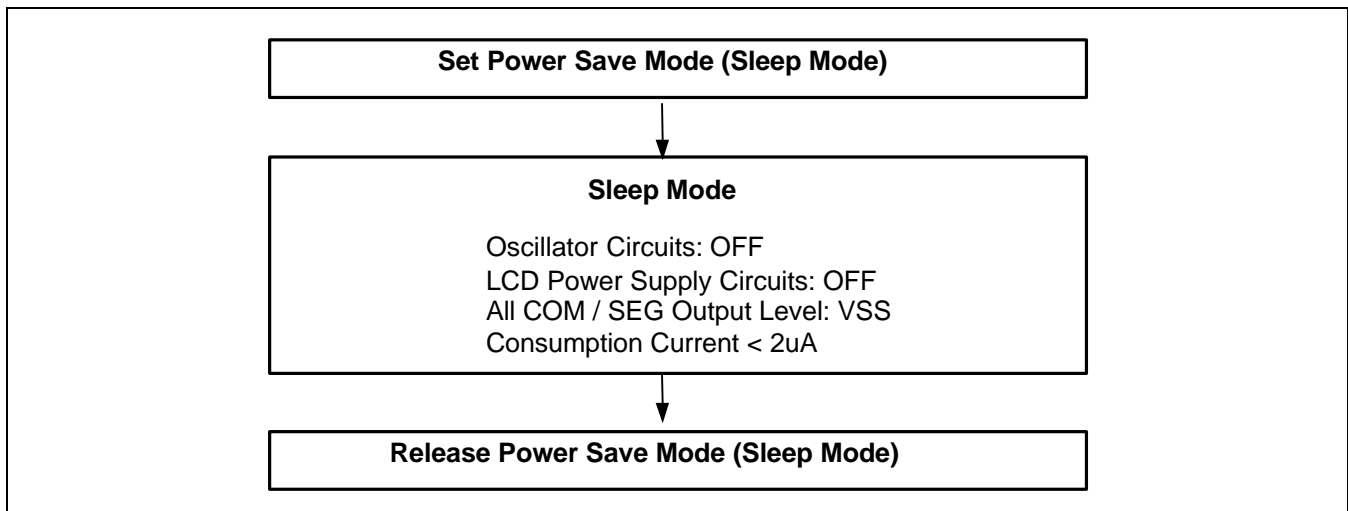 Set Power Save Mode (Sleep Mode)
Sleep Mode
Oscillator Circuits: OFF
LCD Power Supply Circuits: OFF
All COM / SEG Output Level: VSS
Consumption Current < 2uA
Release Power Save Mode (Sleep Mode)